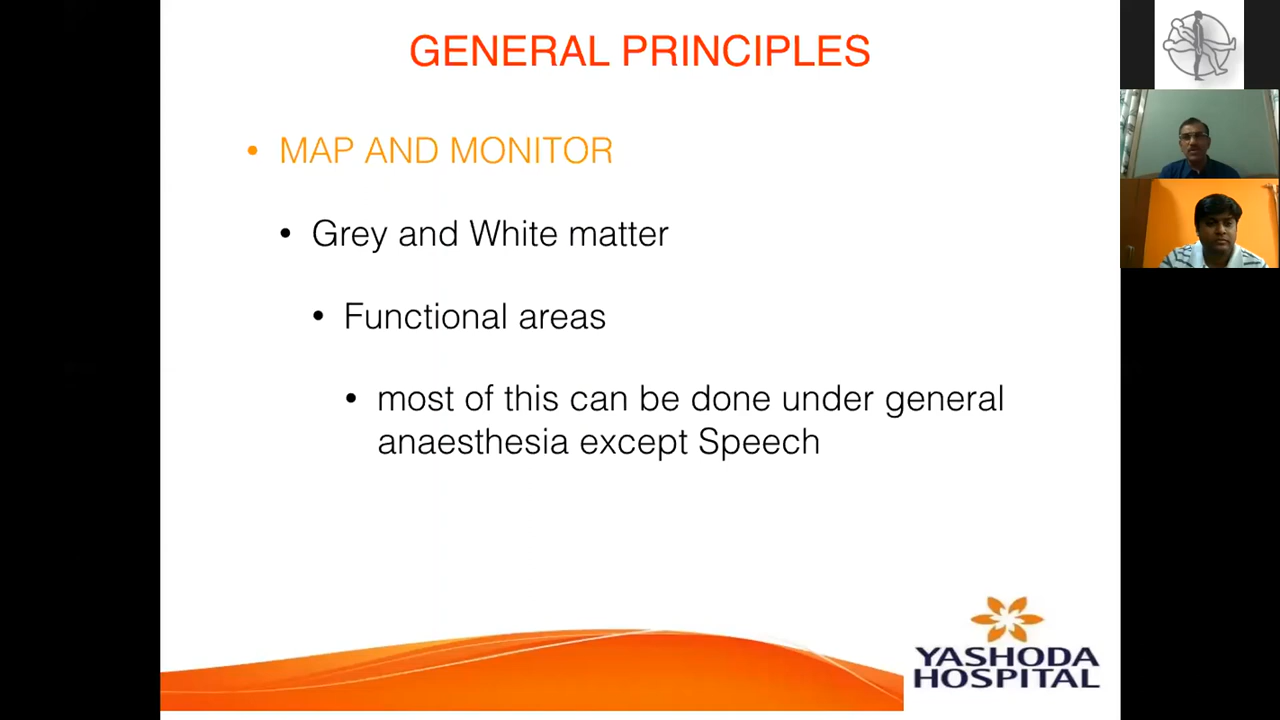 GENERAL PRINCIPLES
• MAP AND MONITOR
• Grey and White matter
• Functional areas
• most of this can be done under general
anaesthesia except Speech
YASHODA
HOSPITAL